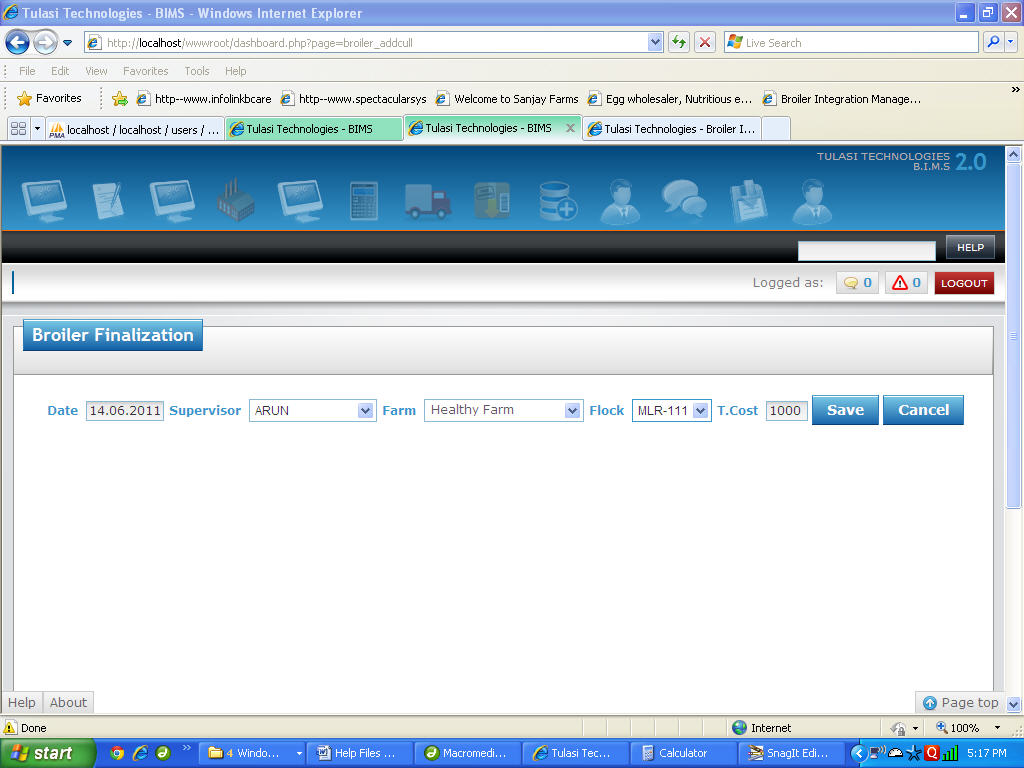 Tulasi Technologies - BIMS - Windows Internet Explorer
http://localhost/wwwroot/dashboard.php?page=broiler_addcull Live Search
File Edit View Favorites Tools Help
Favorites http--www.infolinkbcare http--www.spectacularsys Welcome to Sanjay Farms Egg wholesaler, Nutritious e... Broiler Integration Manage... »
PMA localhost / localhost / users / ... Tulasi Technologies - BIMS Tulasi Technologies - BIMS Tulasi Technologies - Broiler I...
TULASI TECHNOLOGIES 2.0
B.I.M.S
HELP
Logged as: 0 0 LOGOUT
Broiler Finalization
Date 14.06.2011 Supervisor ARUN Farm Healthy Farm Flock MLR-111 T.Cost 1000 Save Cancel
Help About Page top
Done Internet 100%
start » 4 Windo... Help Files ... Macromedi... Tulasi Tec... Calculator SnagIt Edi... 5:17 PM